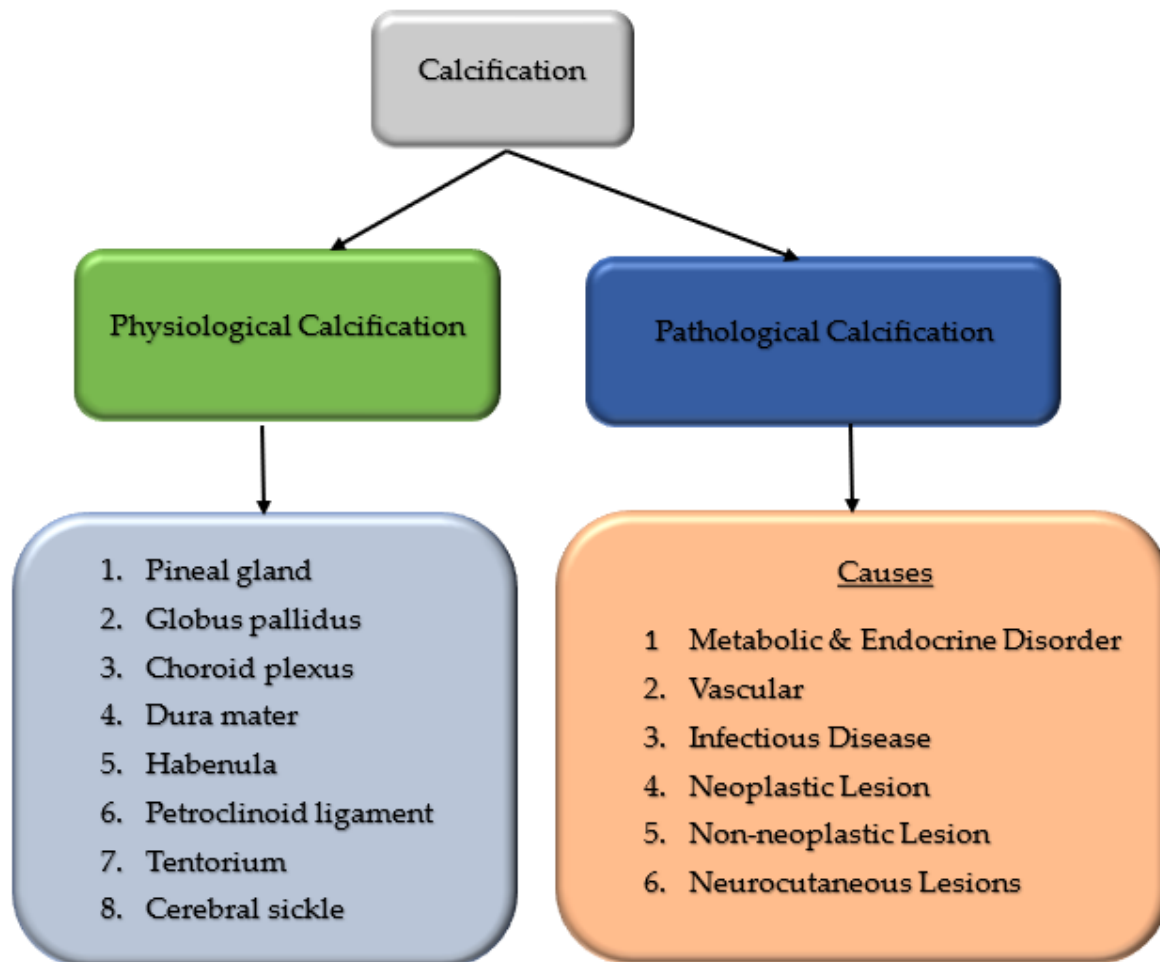 Calcification
Physiological Calcification
Pathological Calcification
1. Pineal gland
2. Globus pallidus
3. Choroid plexus
4. Dura mater
5. Habenula
6. Petroclinoid ligament
7. Tentorium
8. Cerebral sickle
Causes
1 Metabolic & Endocrine Disorder
2. Vascular
3. Infectious Disease
4. Neoplastic Lesion
5. Non-neoplastic Lesion
6. Neurocutaneous Lesions